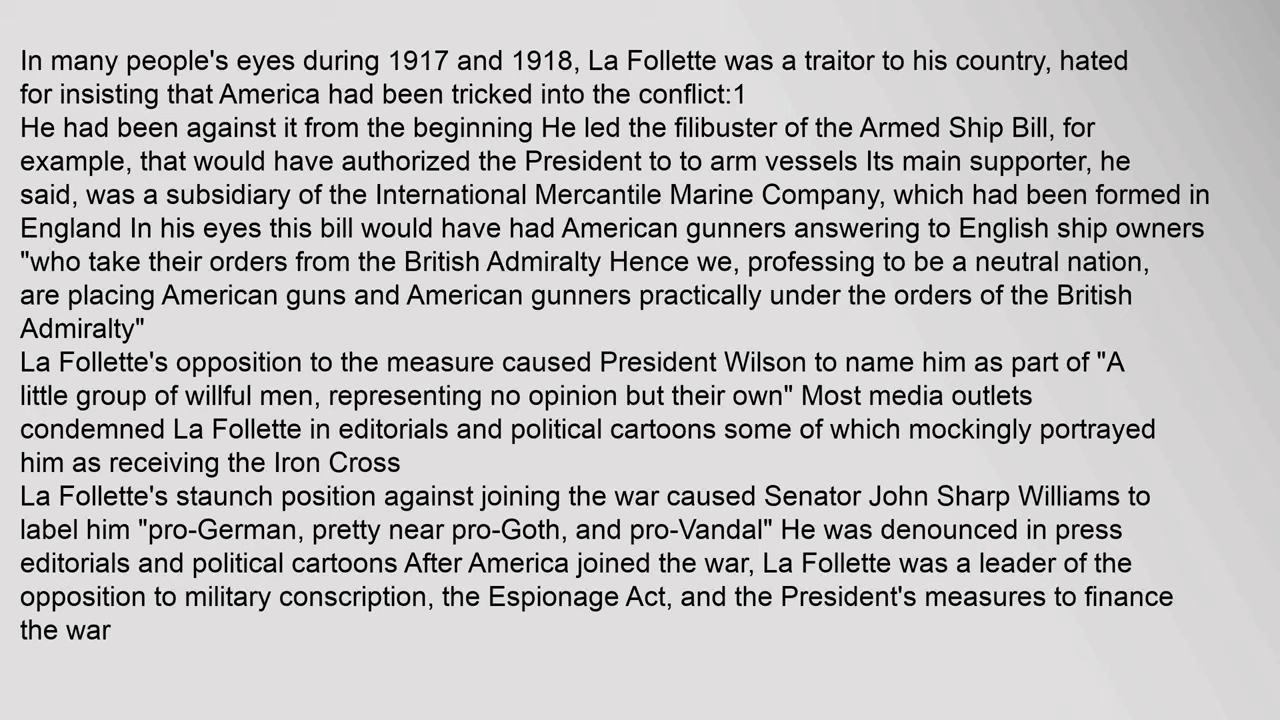 In many people's eyes during 1917 and 1918, La Follette was a traitor to his country, hated
for insisting that America had been tricked into the conflict:1
He had been against it from the beginning He led the filibuster of the Armed Ship Bill, for
example, that would have authorized the President to to arm vessels Its main supporter, he
said, was a subsidiary of the International Mercantile Marine Company, which had been formed in
England In his eyes this bill would have had American gunners answering to English ship owners
"who take their orders from the British Admiralty Hence we, professing to be a neutral nation,
are placing American guns and American gunners practically under the orders of the British
Admiralty"
La Follette's opposition to the measure caused President Wilson to name him as part of "A
little group of willful men, representing no opinion but their own" Most media outlets
condemned La Follette in editorials and political cartoons some of which mockingly portrayed
him as receiving the Iron Cross
La Follette's staunch position against joining the war caused Senator John Sharp Williams to
label him "pro-German, pretty near pro-Goth, and pro-Vandal" He was denounced in press
editorials and political cartoons After America joined the war, La Follette was a leader of the
opposition to military conscription, the Espionage Act, and the President's measures to finance
the war